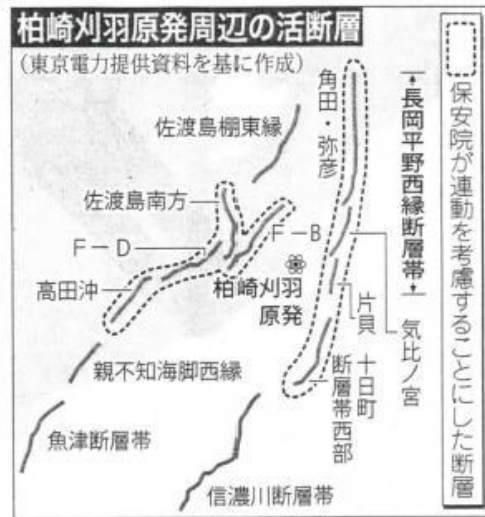 柏崎刈羽原発周辺の活断層
(東京電力提供資料を基に作成)
保安院が連動を考慮することにした断層
長岡平野西縁断層帯
角田・弥彦
佐渡島棚東縁
佐渡島南方
F-D
F-B
高田沖
柏崎刈羽
原発
気比ノ宮
片貝
十日町
断層帯西部
親不知海脚西縁
魚津断層帯
信濃川断層帯